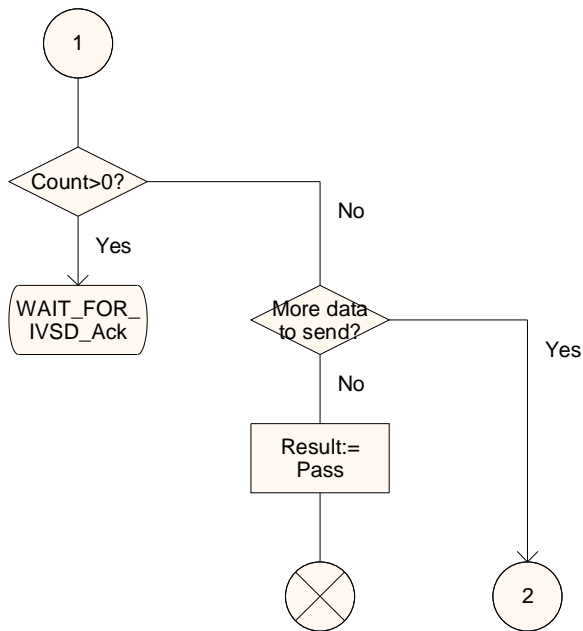 1
Count>0?
No
Yes
WAIT_FOR_
IVSD_Ack
More data
to send?
Yes
No
Result:=
Pass
2